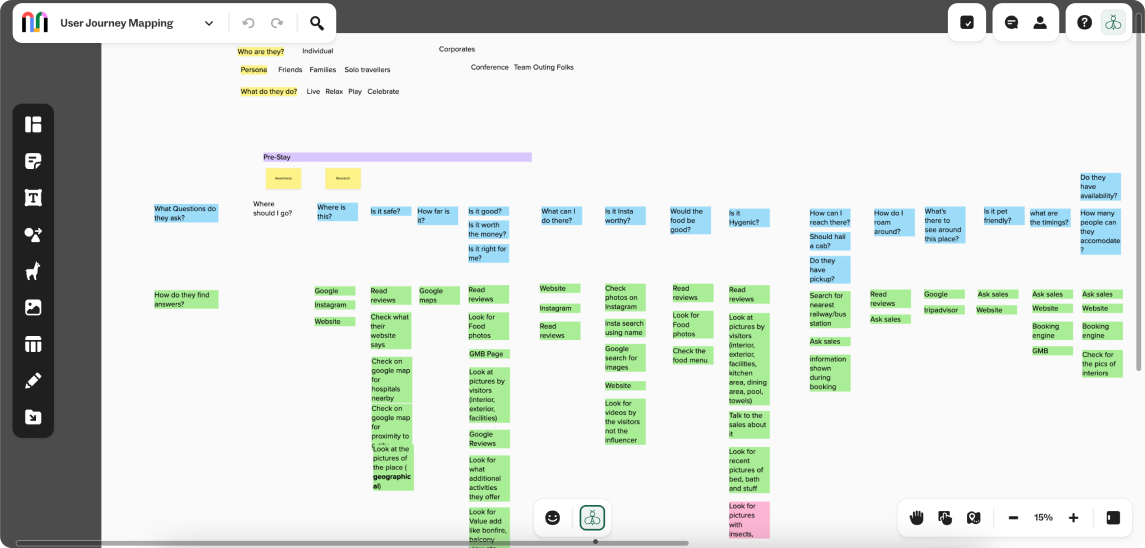 User Journey Mapping
Who are they?
Individual
Corporates
Persona
Friends
Families
Solo travellers
Conference
Team Outing Folks
What do they do?
Live
Relax
Play
Celebrate
Pre-Stay
Awareness
Research
What Questions do
they ask?
Where
should I go?
Where is
this?
Is it safe?
How far is
it?
Is it good?
Is it worth
the money?
Is it right for
me?
What can I
do there?
Is it Insta
worthy?
Would the
food be
good?
Is it
Hygenic?
How can I
reach there?
Should hail
a cab?
Do they
have
pickup?
How do I
roam
around?
What's
there to
see around
this place?
Is it pet
friendly?
what are
the timings?
Do they
have
availability?
How many
people can
they
accomodate
?
How do they find
answers?
Google
Instagram
Website
Read
reviews
Check what
their
website
says
Check on
google map
for
hospitals
nearby
Check on
google map
for
proximity to
Look at the
pictures of
the place (
geographic
al)
Google
maps
Read
reviews
Look for
Food
photos
GMB Page
Look at
pictures by
visitors
(interior,
exterior,
facilities)
Google
Reviews
Look for
what
additional
activities
they offer
Look for
Value add
like bonfire,
balcony
Website
Instagram
Read
reviews
Check
photos on
Instagram
insta search
using name
Google
search for
images
Website
Look for
videos by
the visitors
not the
influencer
Read
reviews
Look for
Food
photos
Check the
food menu
Read
reviews
Look at
pictures by
visitors
(interior,
exterior,
facilities,
kitchen
area, dining
area, pool,
towels)
Talk to the
sales about
it
Look for
recent
pictures of
bed, bath
and stuff
Look for
pictures
with
insects,
Search for
nearest
railway/bus
station
Ask sales
information
shown
during
booking
Read
reviews
Ask sales
Google
tripadvisor
Ask sales
Website
Ask sales
Website
Booking
engine
GMB
Ask sales
Website
Booking
engine
Check for
the pics of
interiors
15%